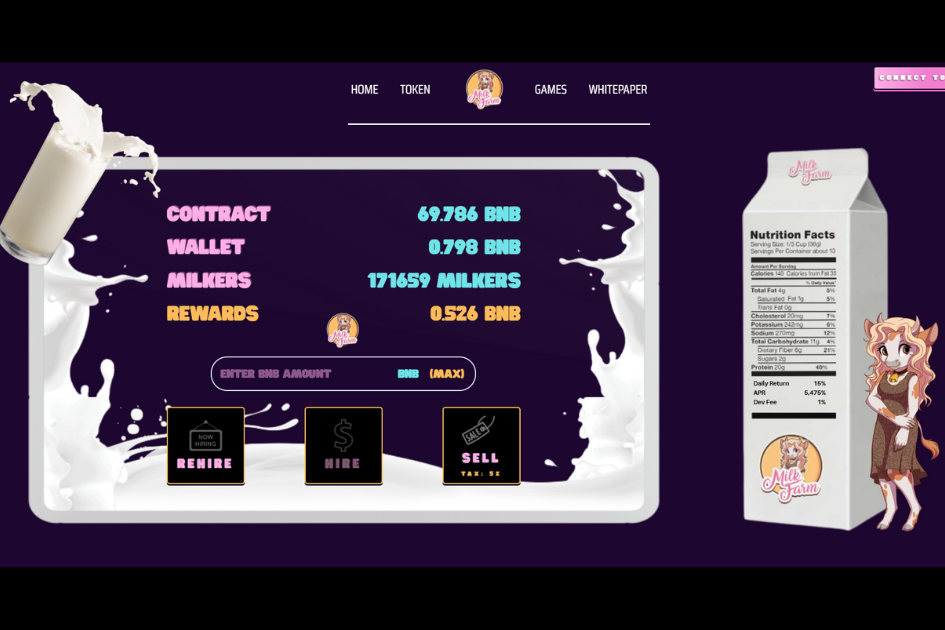 HOME TOKEN Milk Farm GAMES WHITEPAPER
CONNECT TO
CONTRACT 69.786 BNB
WALLET 0.798 BNB
MILKERS 171659 MILKERS
REWARDS 0.526 BNB
Milk Farm
ENTER BNB AMOUNT BNB (MAX)
NOW HIRING
REHIRE
$
HIRE
SALE
SELL
TAX: 5%
Milk Farm
Nutrition Facts
Serving Size: 1/3 Cup (38g)
Servings Per Container about 13
Amount Per Serving
Calories 140 Calories from Fat 35
% Daily Value*
Total Fat 4g 6%
Saturated Fat 1g 5%
Trans Fat 0g
Cholesterol 20mg 7%
Potassium 242mg 6%
Sodium 270mg 12%
Total Carbohydrate 11g 4%
Dietary Fiber 6g 21%
Sugars 2g
Protein 20g 40%
Daily Return 15%
APR 5,475%
Dev Fee 1%
Milk Farm